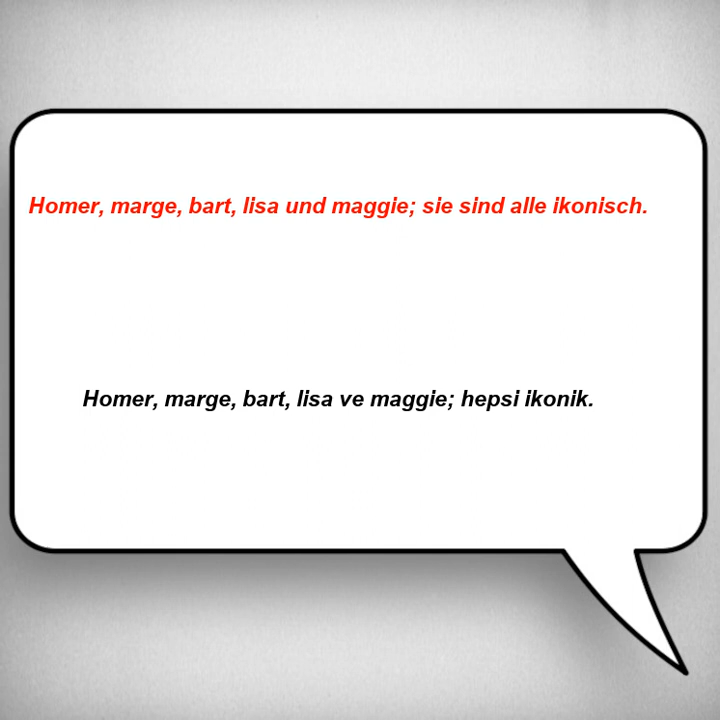 Homer, marge, bart, lisa und maggie; sie sind alle ikonisch.
Homer, marge, bart, lisa ve maggie; hepsi ikonik.